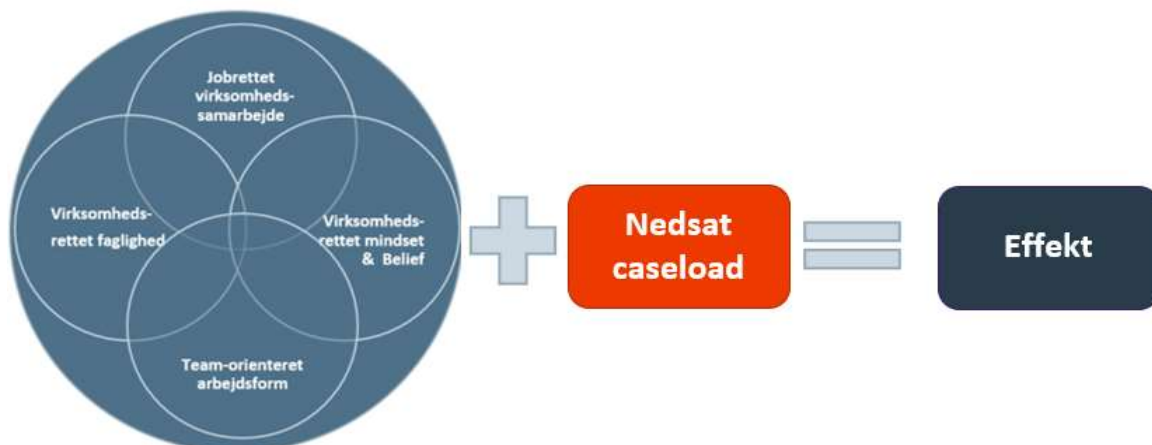 Jobrettet
virksomheds-
samarbejde
Virksomheds-
rettet faglighed
Virksomheds-
rettet mindset
& Belief
Team-orienteret
arbejdsform
Nedsat
caseload
Effekt